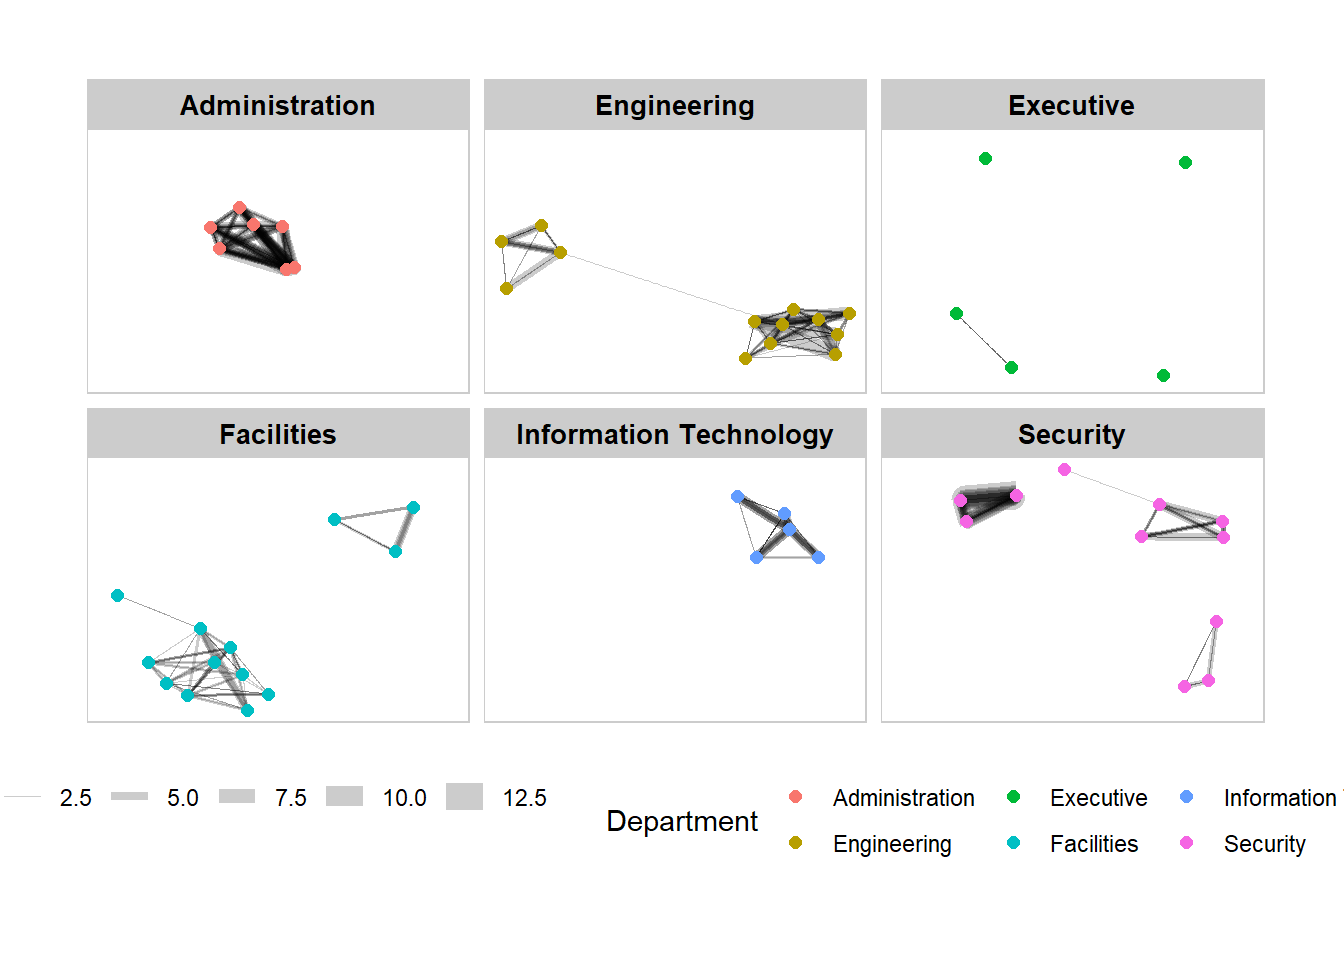 Administration
Engineering
Executive
Facilities
Information Technology
Security
2.5 5.0 7.5 10.0 12.5
Department
Administration Executive Information
Engineering Facilities Security